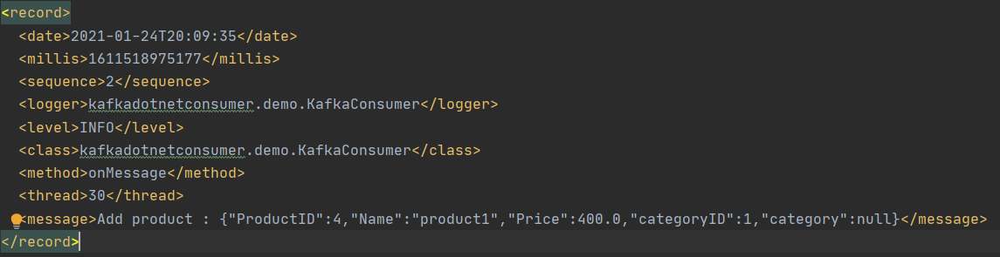 <record>
<date>2021-01-24T20:09:35</date>
<millis>1611518975177</millis>
<sequence>2</sequence>
<logger>kafkadotnetconsumer.demo.KafkaConsumer</logger>
<level>INFO</level>
<class>kafkadotnetconsumer.demo.KafkaConsumer</class>
<method>onMessage</method>
<thread>30</thread>
<message>Add product : {"ProductID":4,"Name":"product1","Price":400.0,"categoryID":1,"category":null}</message>
</record>